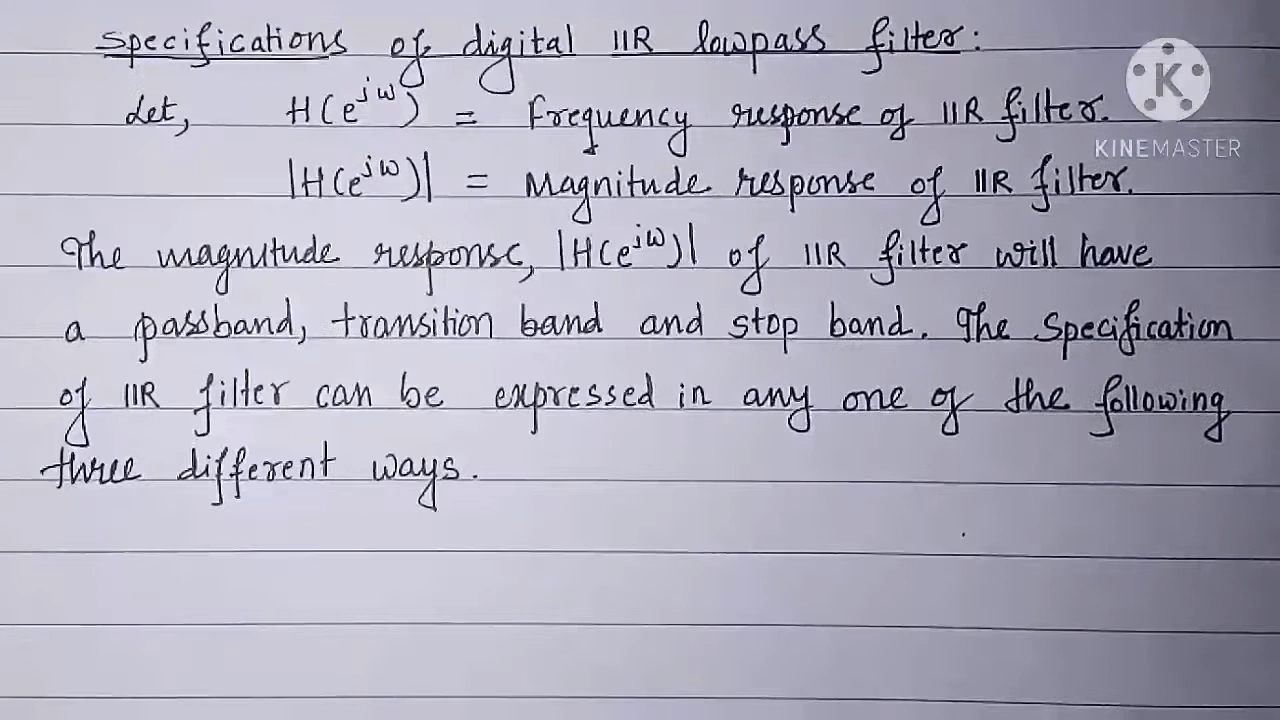 Specifications of digital IIR lowpass filter:
Let, H(e^jω) = Frequency response of IIR filter.
|H(e^jω)| = Magnitude response of IIR filter.
The magnitude response, |H(e^jω)| of IIR filter will have
a passband, transition band and stop band. The Specification
of IIR filter can be expressed in any one of the following
three different ways.
K
KINEMASTER